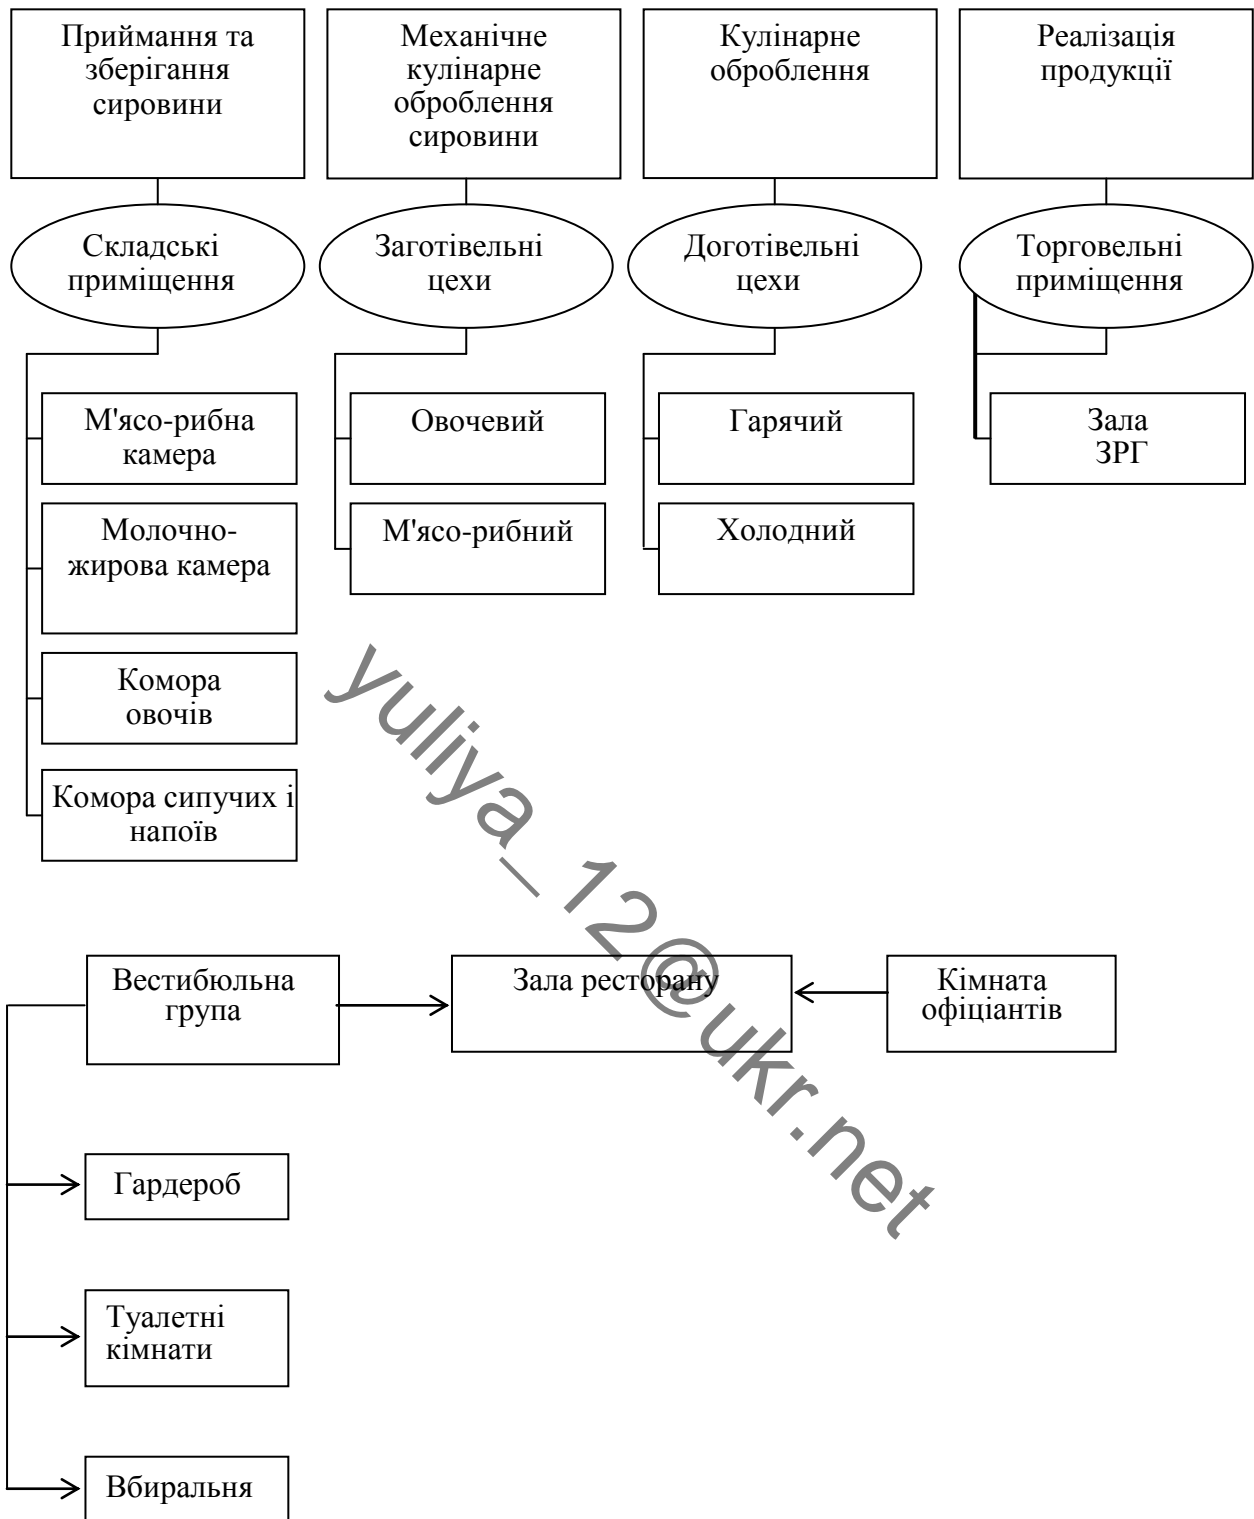 Приймання та
зберігання
сировини
Механічне
кулінарне
оброблення
сировини
Кулінарне
оброблення
Реалізація
продукції
Складські
приміщення
Заготівельні
цехи
Доготівельні
цехи
Торговельні
приміщення
М'ясо-рибна
камера
Молочно-
жирова камера
Комора
овочів
Комора сипучих і
напоїв
Овочевий
М'ясо-рибний
Гарячий
Холодний
Зала
ЗРГ
yuliya_12@ukr.net
Вестибюльна
група
Зала ресторану
Кімната
офіціантів
Гардероб
Туалетні
кімнати
Вбиральня